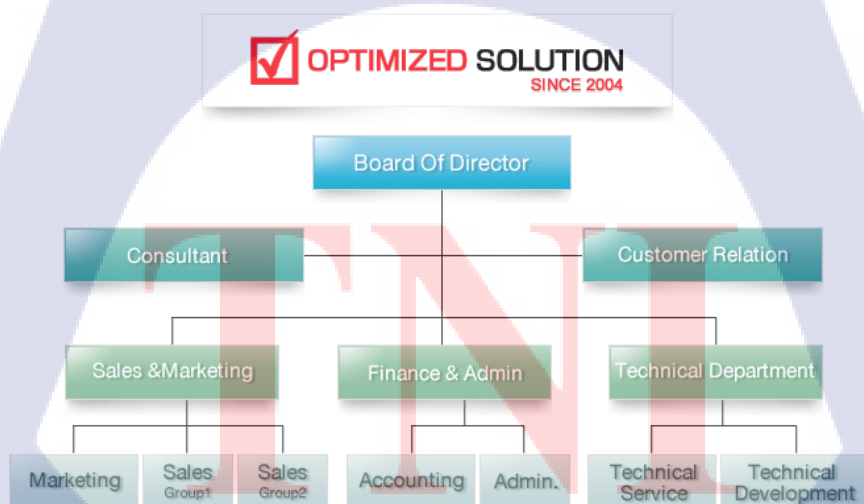 OPTIMIZED SOLUTION
SINCE 2004
Board Of Director
Consultant
Customer Relation
Sales &Marketing
Finance & Admin
Technical Department
Marketing
Sales
Group1
Sales
Group2
Accounting
Admin.
Technical
Service
Technical
Development
TNI